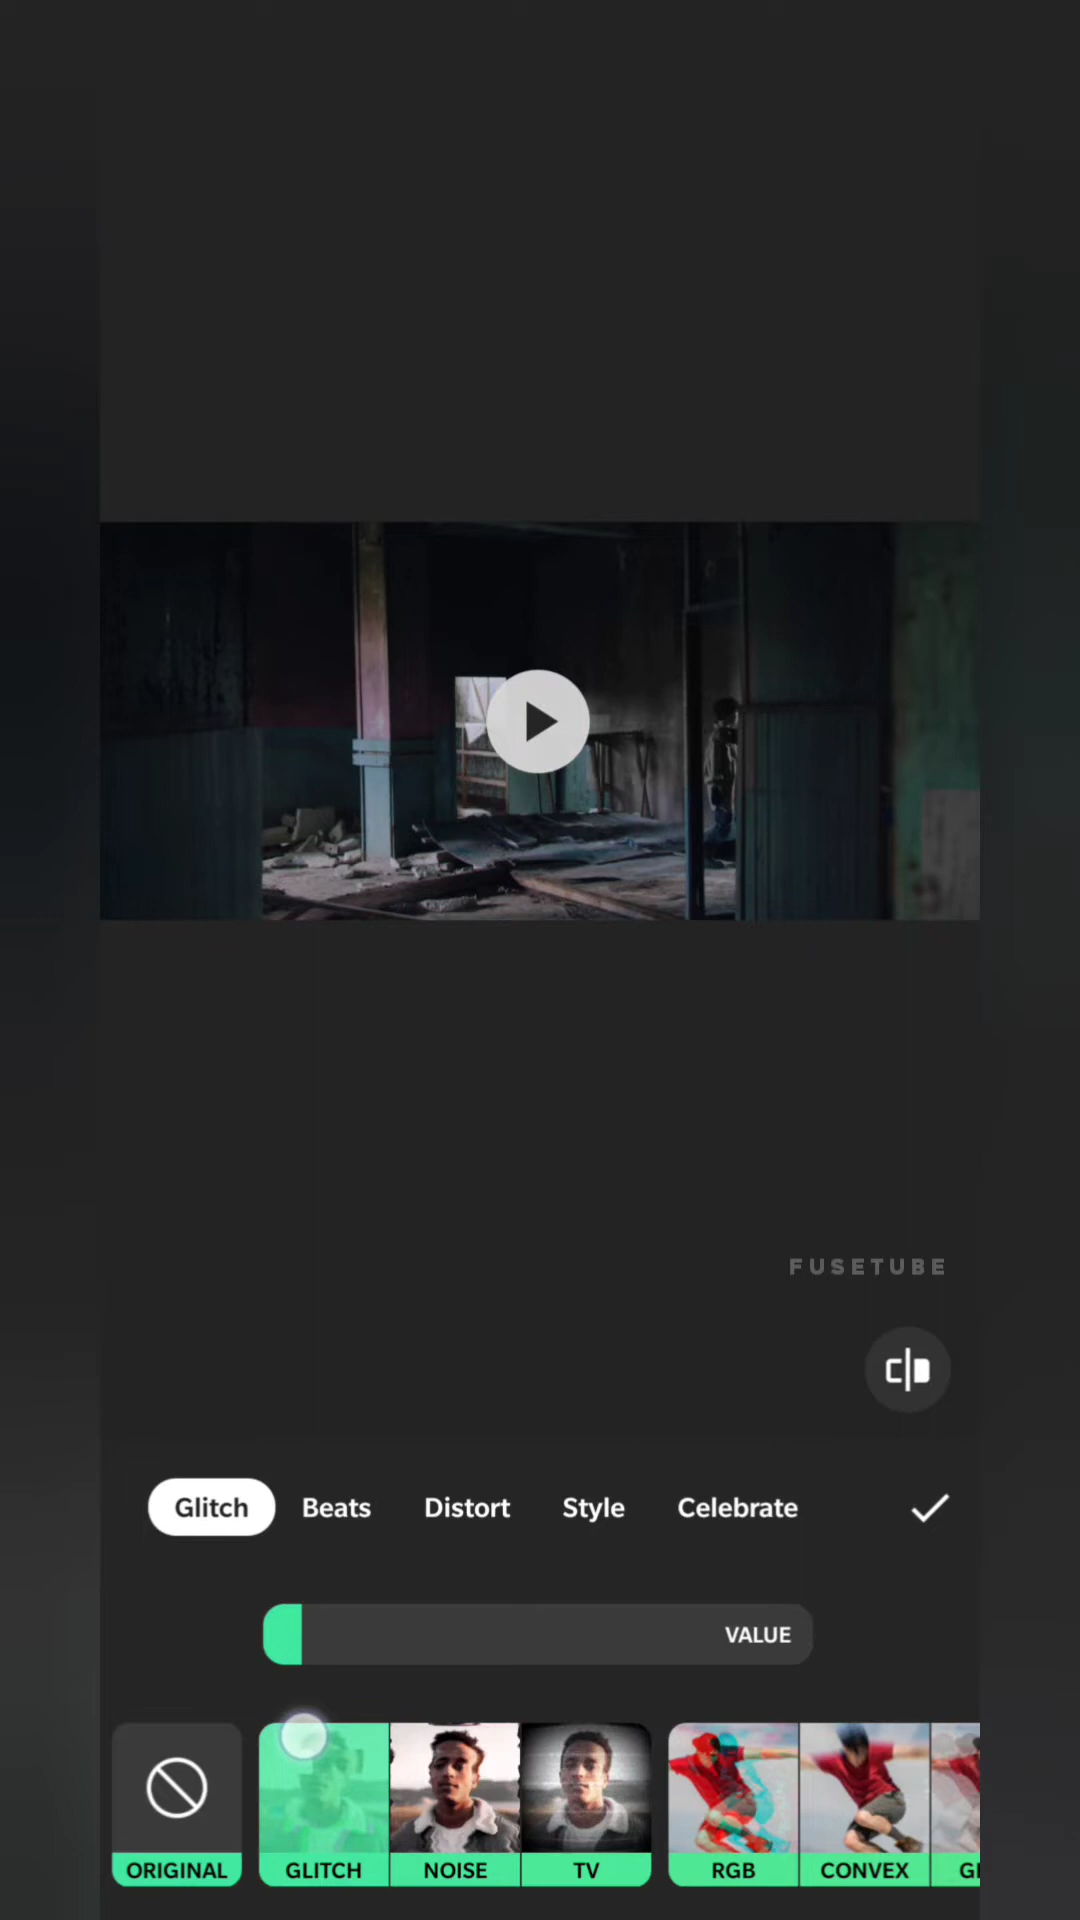 FUSETUBE
Glitch Beats Distort Style Celebrate
VALUE
ORIGINAL GLITCH NOISE TV RGB CONVEX